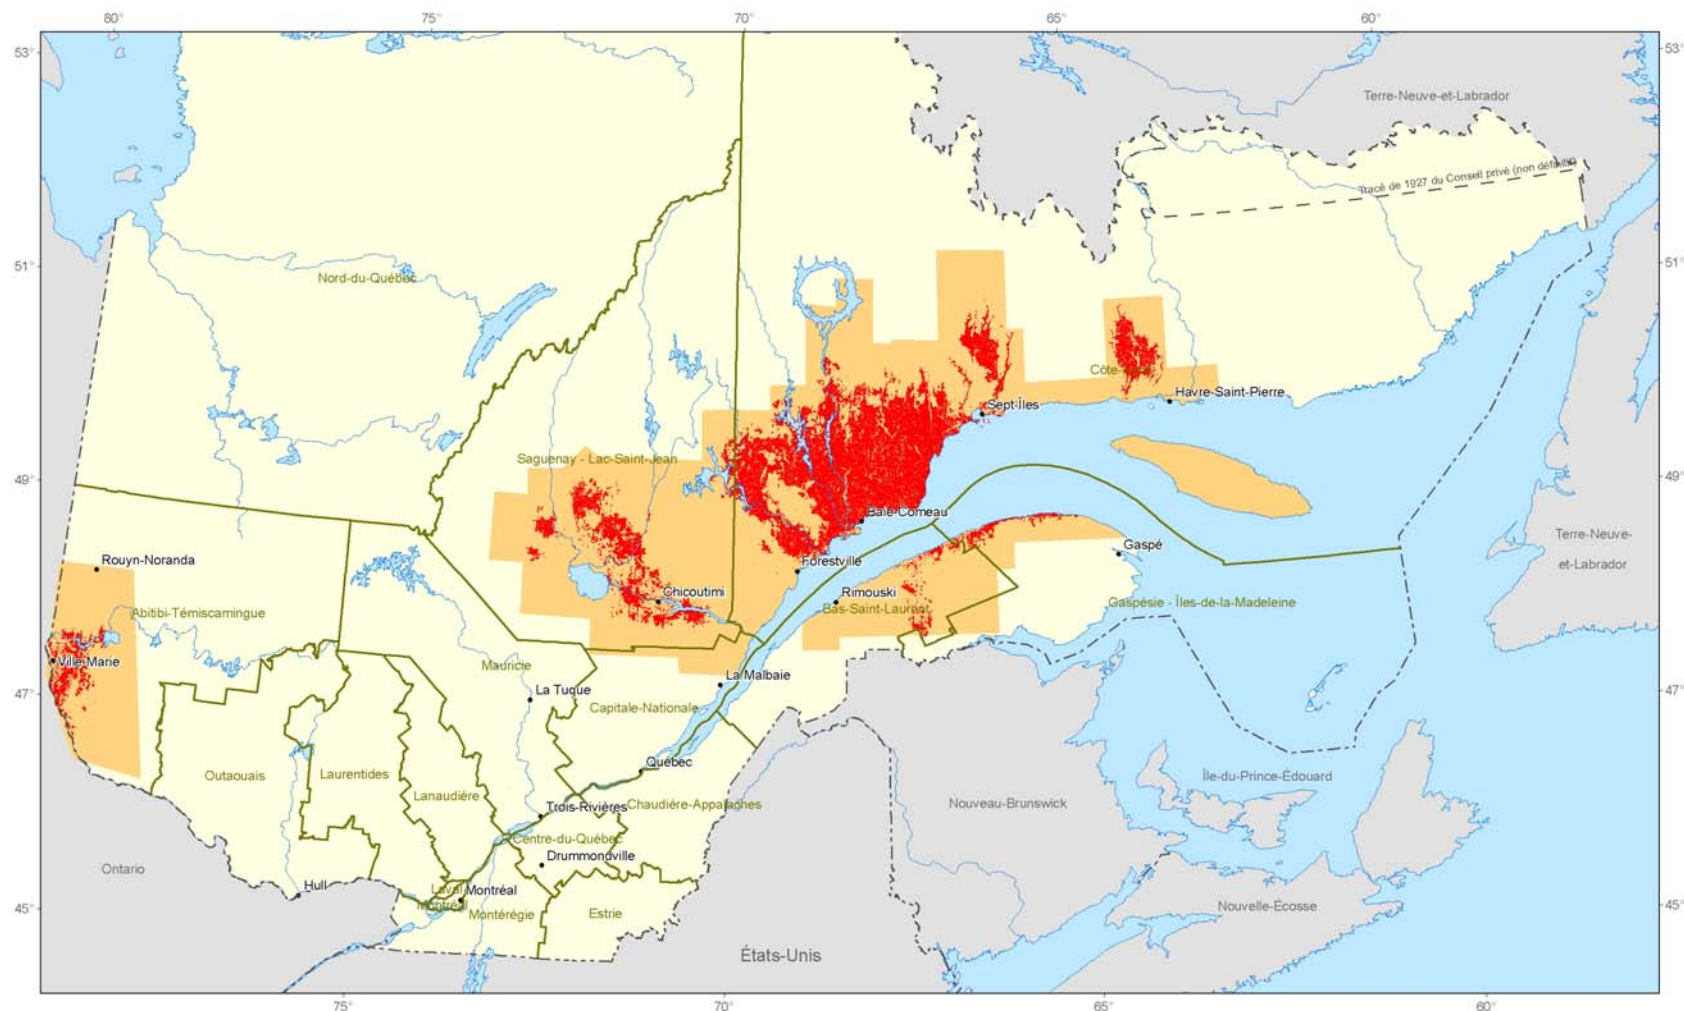 80°
75°
70°
65°
60°
53°
53°
Terre-Neuve-et-Labrador
Tracé de 1927 du Conseil privé (non définitif)
51°
51°
Nord-du-Québec
Côte-Nord
Havre-Saint-Pierre
Sept-Îles
Saguenay - Lac-Saint-Jean
49°
49°
Baie-Comeau
Gaspé
Terre-Neuve-
et-Labrador
Rouyn-Noranda
Forestville
Chicoutimi
Rimouski
Bas-Saint-Laurent
Gaspésie - Îles-de-la-Madeleine
Abitibi-Témiscamingue
Ville-Marie
Mauricie
La Malbaie
47°
47°
La Tuque
Capitale-Nationale
Québec
Outaouais
Laurentides
Lanaudière
Île-du-Prince-Édouard
Trois-Rivières
Chaudière-Appalaches
Nouveau-Brunswick
Centre-du-Québec
Drummondville
Ontario
Hull
Laval
Montréal
Montréal
Montérégie
Estrie
45°
45°
Nouvelle-Écosse
États-Unis
75°
70°
65°
60°